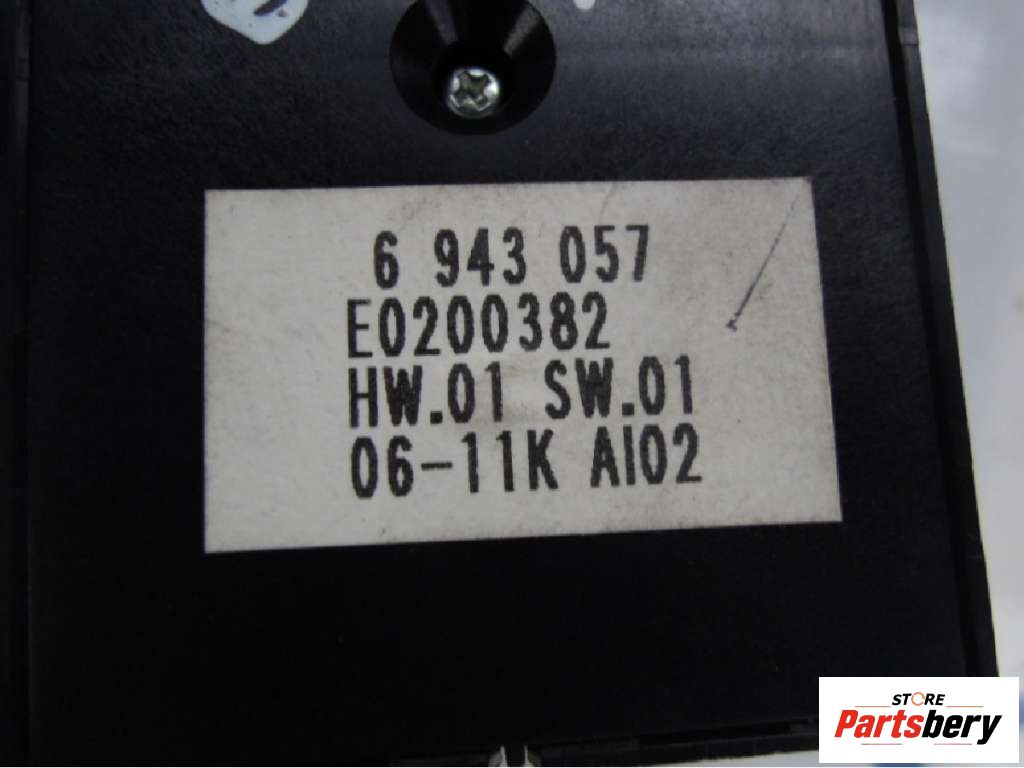 6 943 057
E0200382
HW.01 SW.01
06-11K AI02
STORE
Partsbery